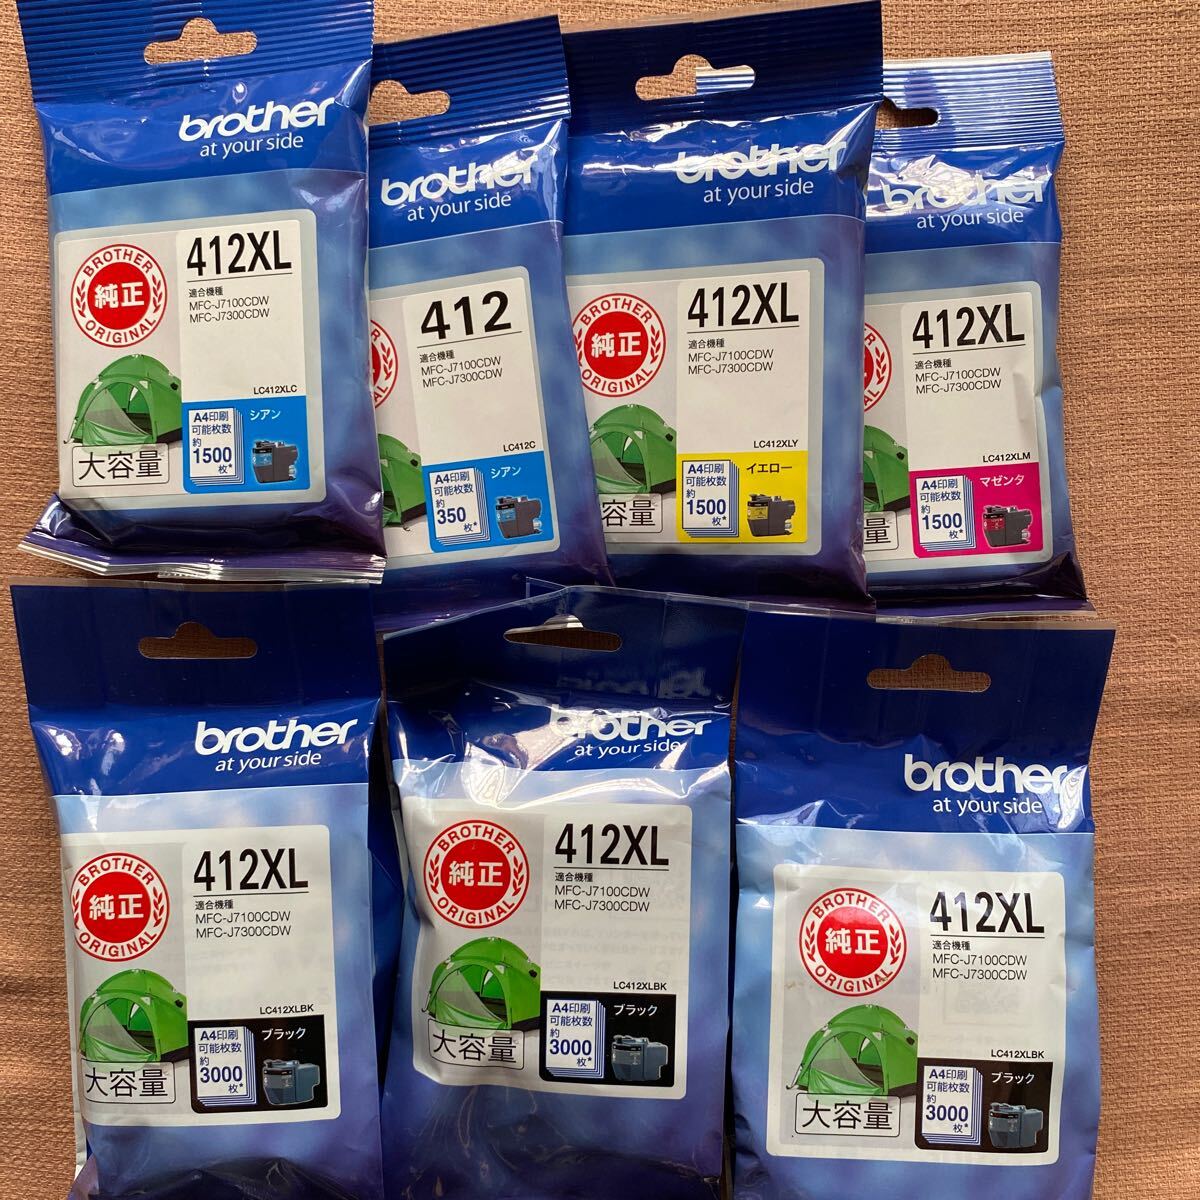 brother
at your side
BROTHER
純正
ORIGINAL
412XL
適合機種
MFC-J7100CDW
MFC-J7300CDW
LC412XLC
大容量
A4印刷
可能枚数
約
1500
枚*
シアン
brother
at your side
412
適合機種
MFC-J7100CDW
MFC-J7300CDW
LC412C
A4印刷
可能枚数
約
350
枚*
シアン
brother
at your side
BROTHER
純正
ORIGINAL
412XL
適合機種
MFC-J7100CDW
MFC-J7300CDW
LC412XLY
容量
A4印刷
可能枚数
約
1500
枚*
イエロー
brother
at your side
412XL
適合機種
MFC-J7100CDW
MFC-J7300CDW
LC412XLM
量
A4印刷
可能枚数
約
1500
枚*
マゼンタ
brother
at your side
BROTHER
純正
ORIGINAL
412XL
適合機種
MFC-J7100CDW
MFC-J7300CDW
LC412XLBK
大容量
A4印刷
可能枚数
約
3000
枚*
ブラック
brother
at your side
BROTHER
純正
ORIGINAL
412XL
適合機種
MFC-J7100CDW
MFC-J7300CDW
LC412XLBK
大容量
A4印刷
可能枚数
約
3000
枚*
ブラック
brother
at your side
BROTHER
純正
ORIGINAL
412XL
適合機種
MFC-J7100CDW
MFC-J7300CDW
LC412XLBK
大容量
A4印刷
可能枚数
約
3000
枚*
ブラック